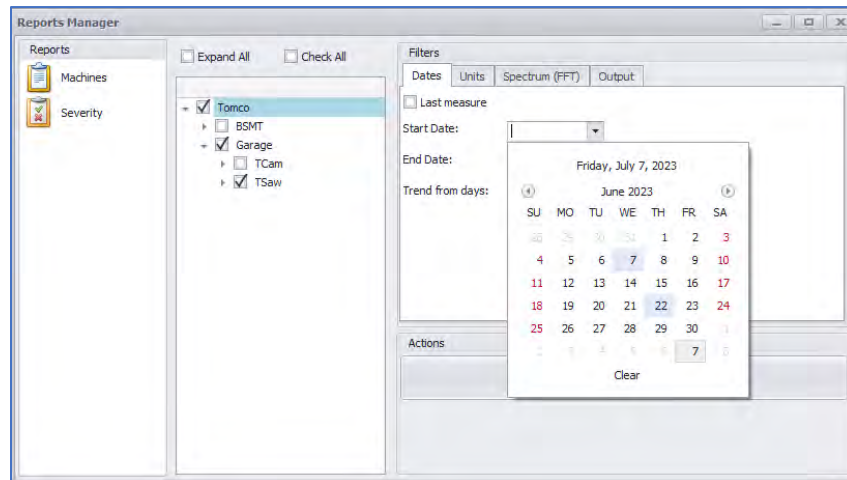 Reports Manager
Reports
Machines
Severity
Expand All
Check All
Tomco
BSMT
Garage
TCam
TSaw
Filters
Dates Units Spectrum (FFT) Output
Last measure
Start Date:
End Date:
Trend from days:
Friday, July 7, 2023
June 2023
SU MO TU WE TH FR SA
1 2 3
4 5 6 7 8 9 10
11 12 13 14 15 16 17
18 19 20 21 22 23 24
25 26 27 28 29 30
7
Clear
Actions